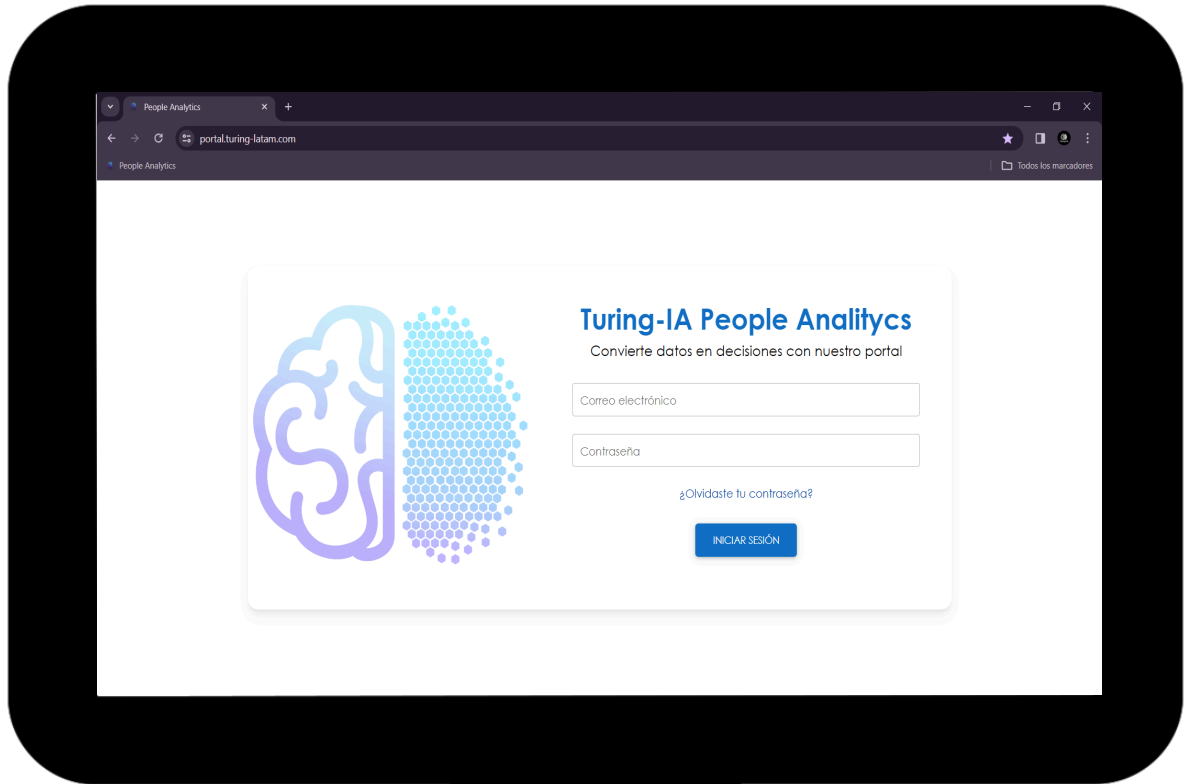 People Analytics
portal.turing-latam.com
People Analytics
Todos los marcadores
Turing-IA People Analitycs
Convierte datos en decisiones con nuestro portal
Correo electrónico
Contraseña
¿Olvidaste tu contraseña?
INICIAR SESIÓN